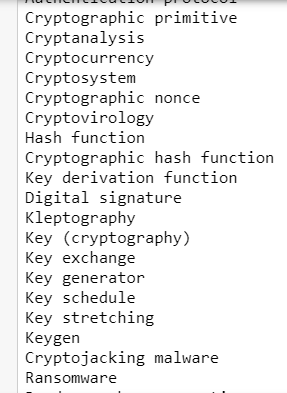 Cryptographic primitive
Cryptanalysis
Cryptocurrency
Cryptosystem
Cryptographic nonce
Cryptovirology
Hash function
Cryptographic hash function
Key derivation function
Digital signature
Kleptography
Key (cryptography)
Key exchange
Key generator
Key schedule
Key stretching
Keygen
Cryptojacking malware
Ransomware